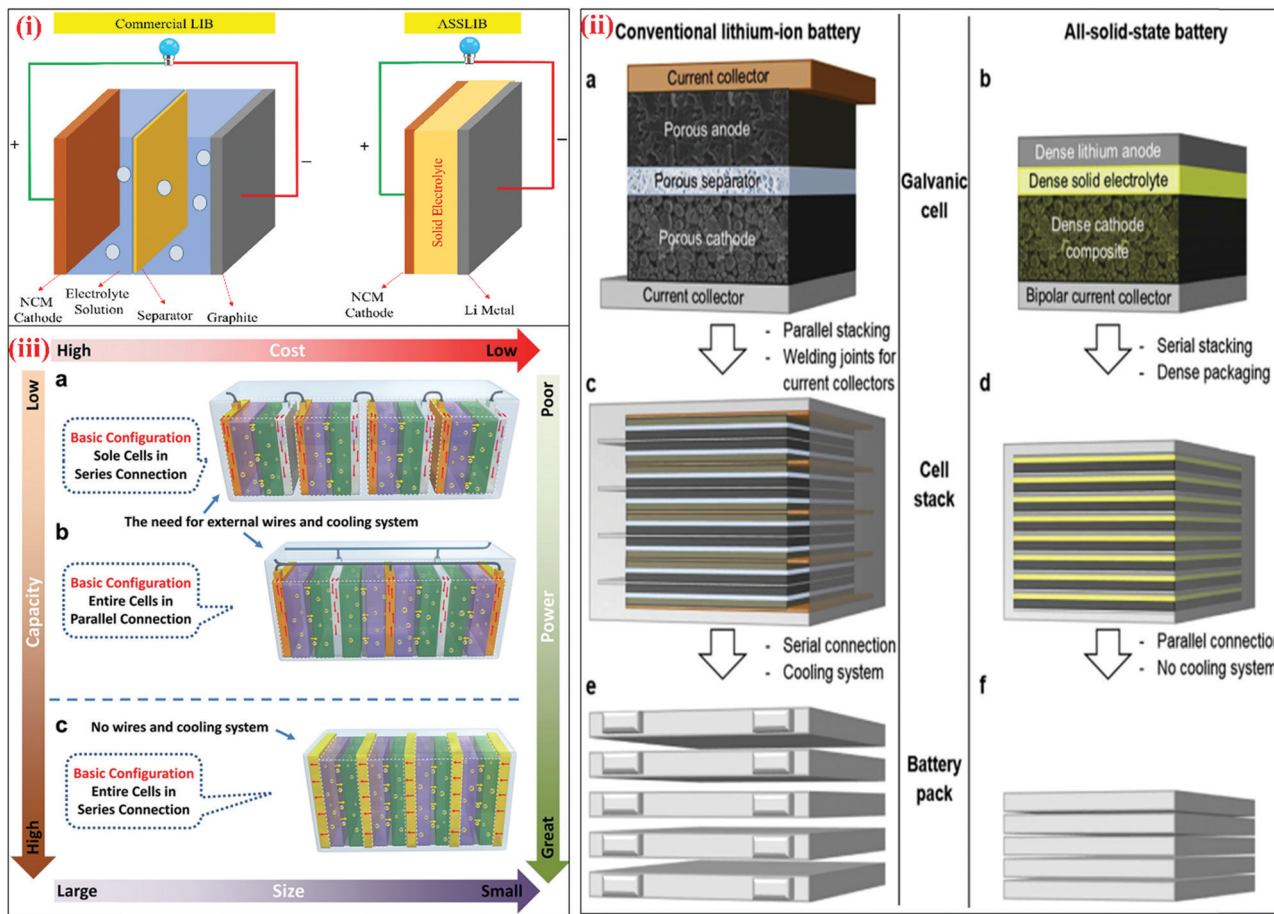 (i)
Commercial LIB
ASSLIB
+
–
+
–
Solid Electrolyte
NCM
Cathode
Electrolyte
Solution
Separator
Graphite
NCM
Cathode
Li Metal
(ii)
Conventional lithium-ion battery
All-solid-state battery
a
Current collector
Porous anode
Porous separator
Porous cathode
Current collector
Galvanic
cell
b
Dense lithium anode
Dense solid electrolyte
Dense cathode
composite
Bipolar current collector
- Parallel stacking
- Welding joints for
current collectors
- Serial stacking
- Dense packaging
c
Cell
stack
d
- Serial connection
- Cooling system
- Parallel connection
- No cooling system
e
Battery
pack
f
(iii)
High
Cost
Low
Low
Capacity
High
Poor
Power
Great
a
Basic Configuration
Sole Cells in
Series Connection
The need for external wires and cooling system
b
Basic Configuration
Entire Cells in
Parallel Connection
c
No wires and cooling system
Basic Configuration
Entire Cells in
Series Connection
Large
Size
Small